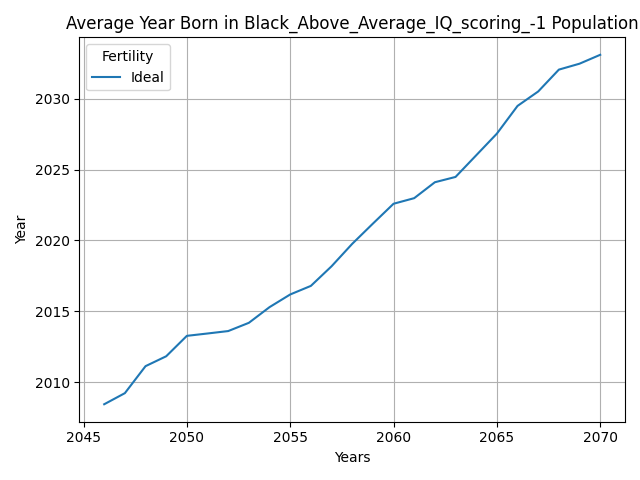 Average Year Born in Black_Above_Average_IQ_scoring_-1 Population
Fertility
Ideal
Year
2030
2025
2020
2015
2010
2045 2050 2055 2060 2065 2070
Years